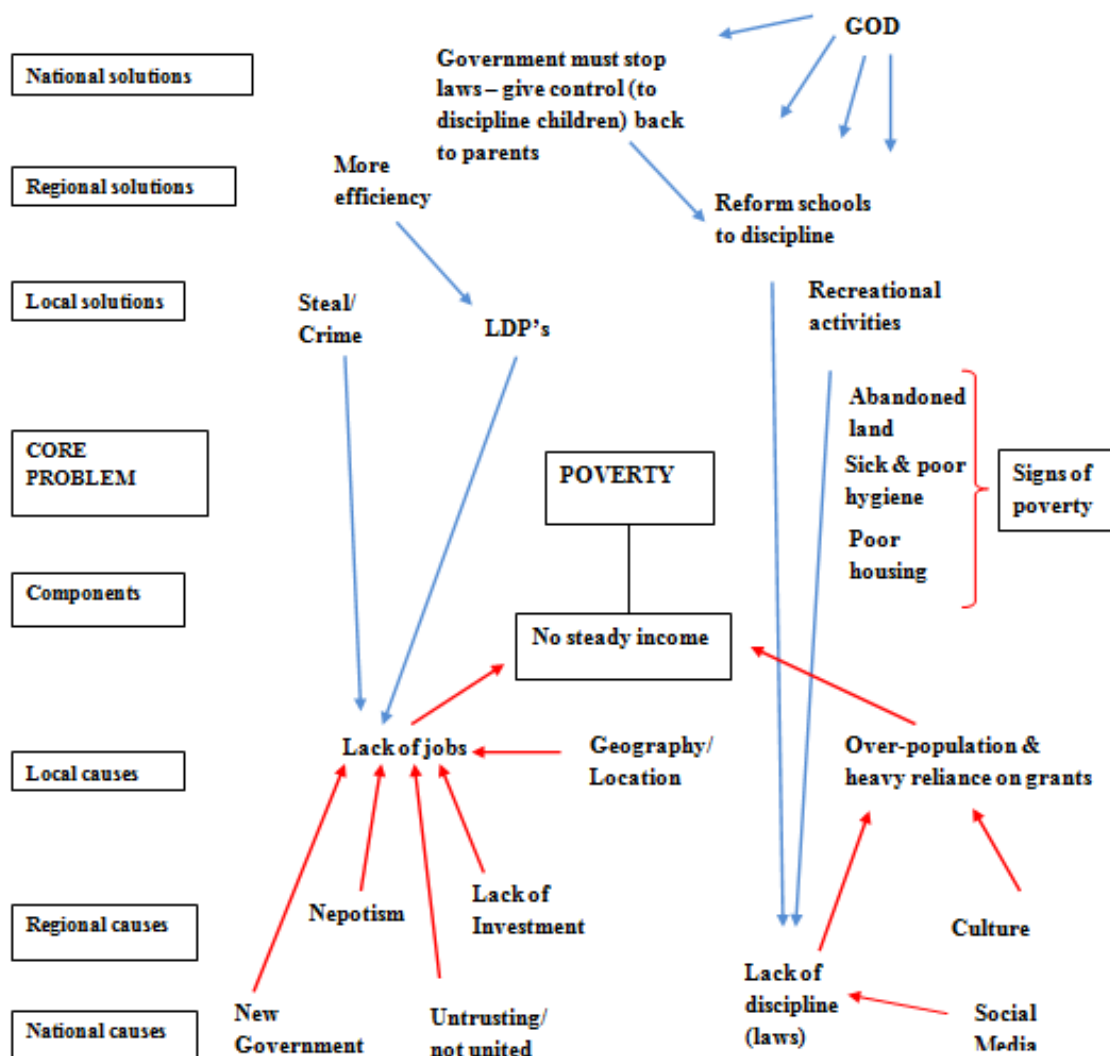 GOD
National solutions
Government must stop
laws – give control (to
discipline children) back
to parents
Regional solutions
More
efficiency
Reform schools
to discipline
Local solutions
Steal/
Crime
LDP's
Recreational
activities
Abandoned
land
Sick & poor
hygiene
Poor
housing
Signs of
poverty
CORE
PROBLEM
POVERTY
Components
No steady income
Local causes
Lack of jobs
Geography/
Location
Over-population &
heavy reliance on grants
Regional causes
Nepotism
Lack of
Investment
Culture
National causes
New
Government
Untrusting/
not united
Lack of
discipline
(laws)
Social
Media